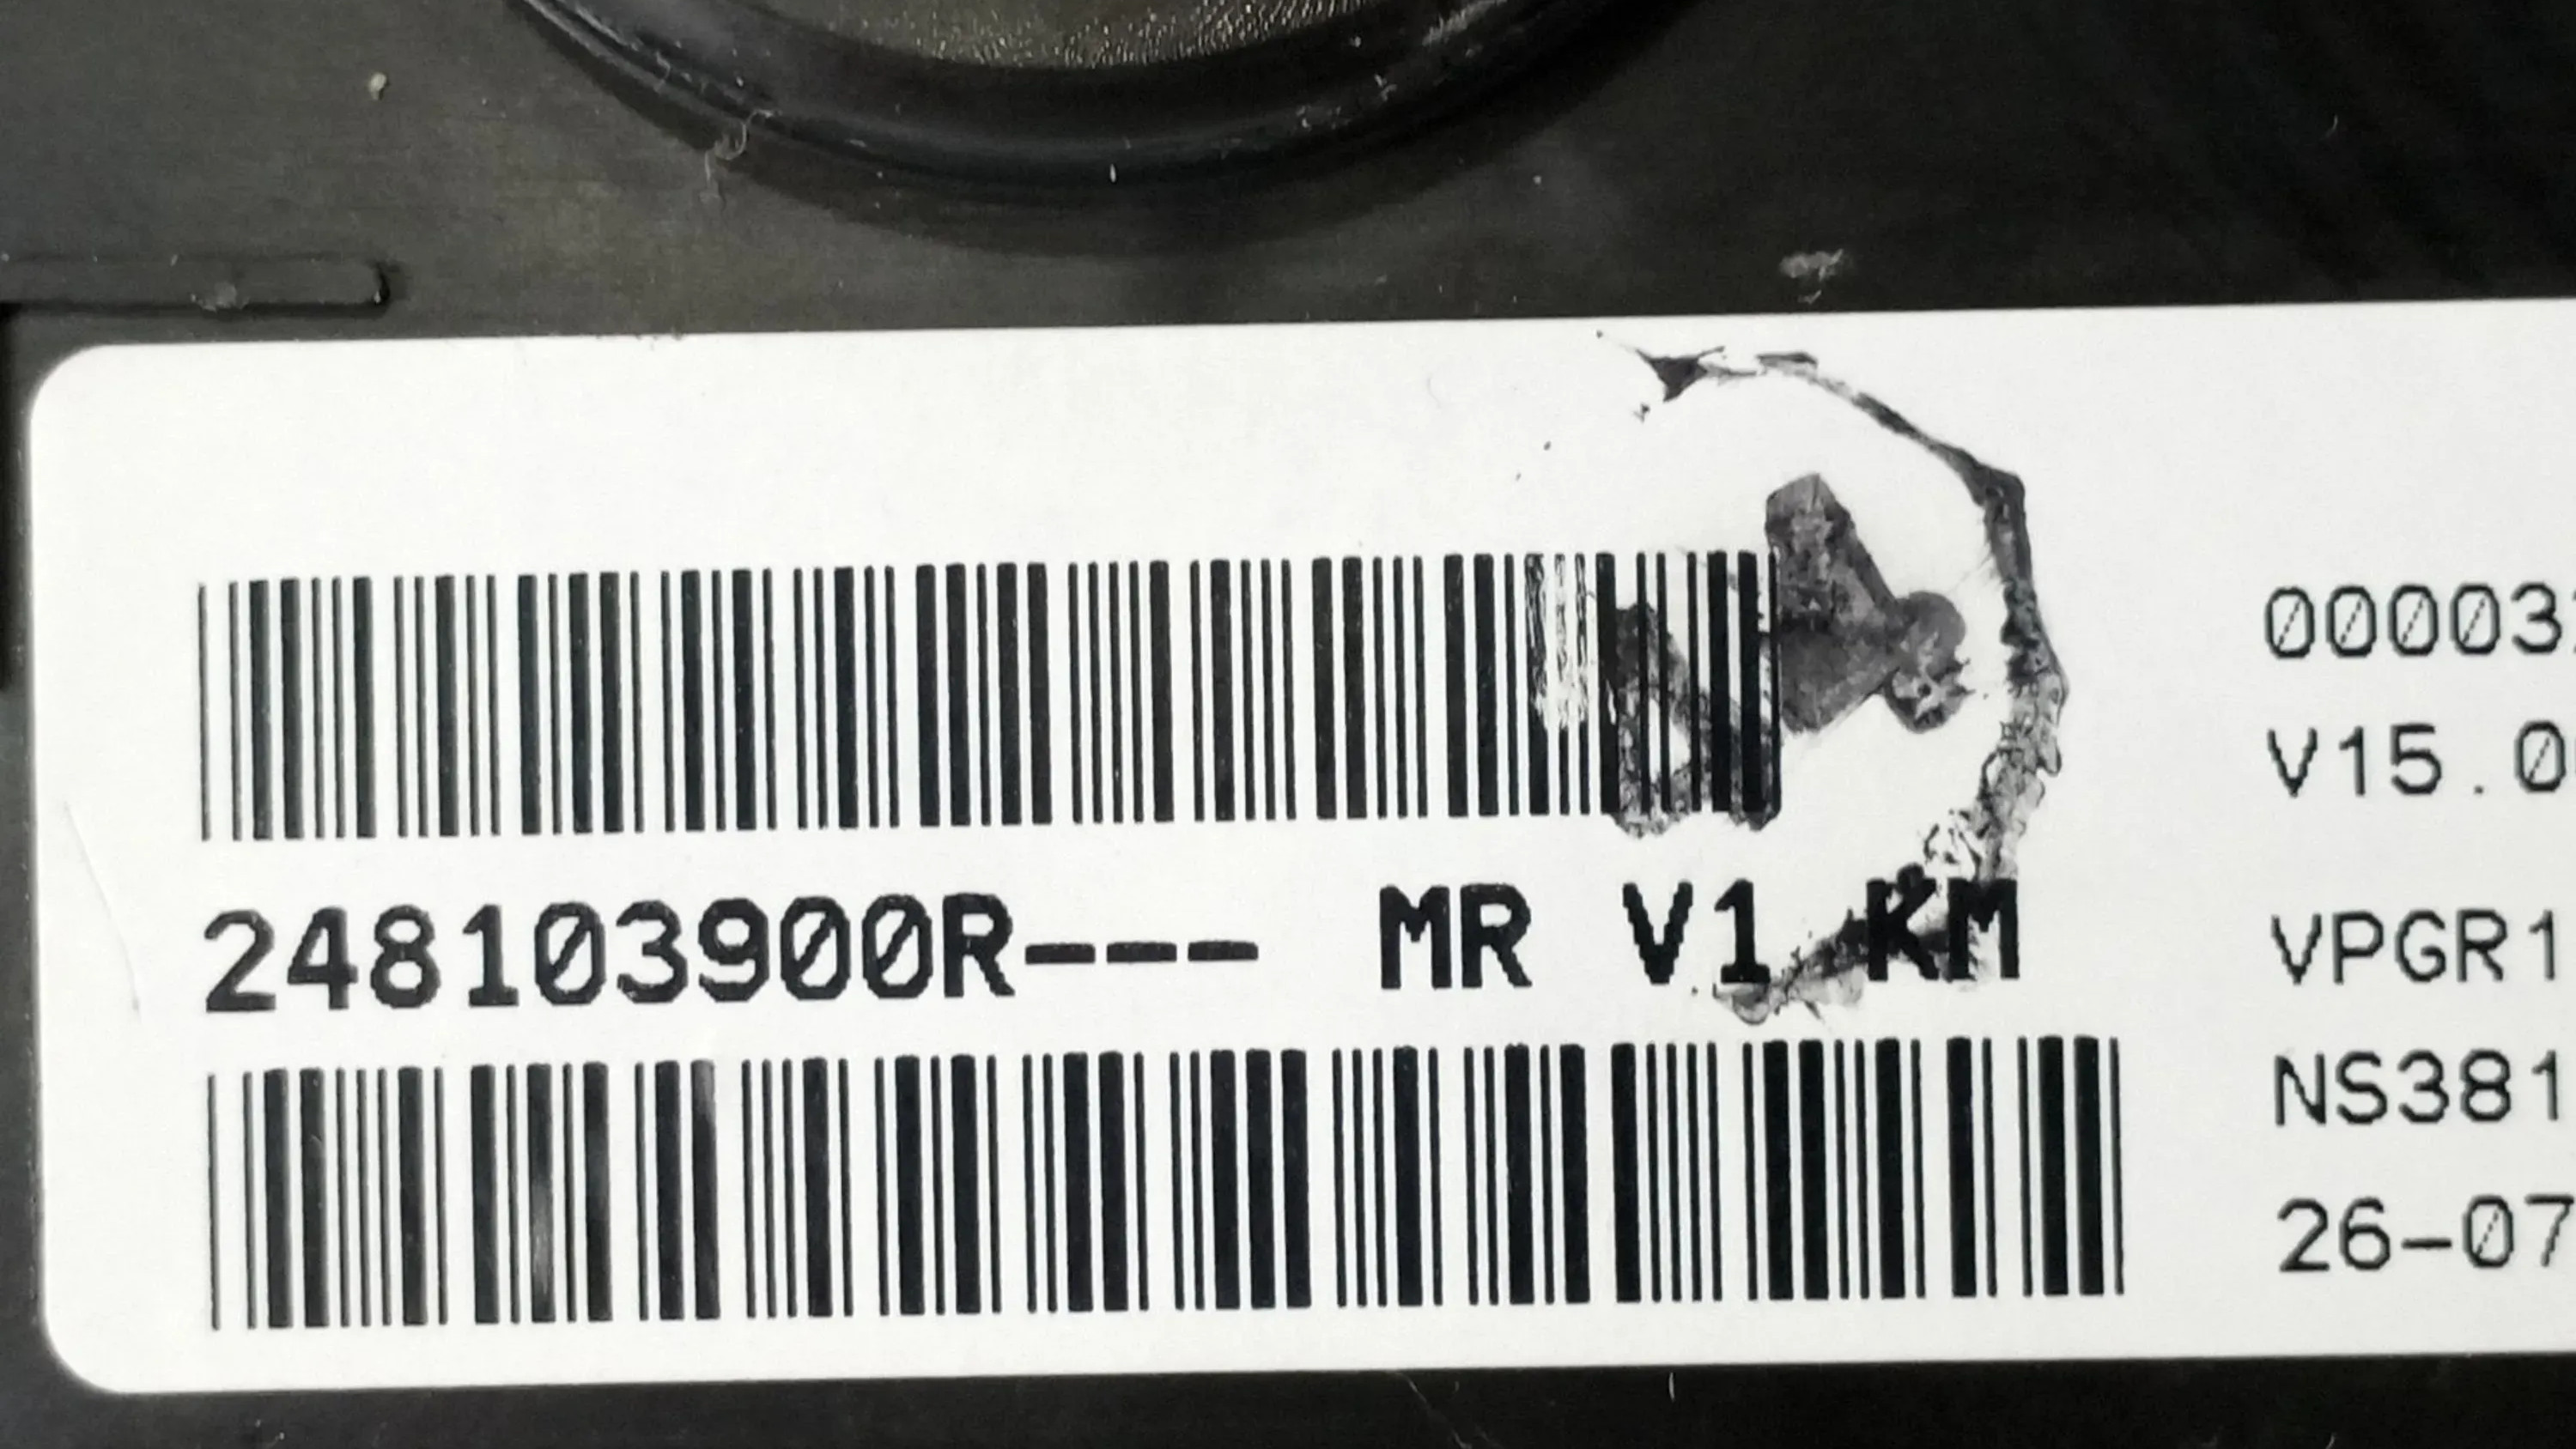 00003
V15.0
248103900R--- MR V1 KM
VPGR1
NS381
26-07